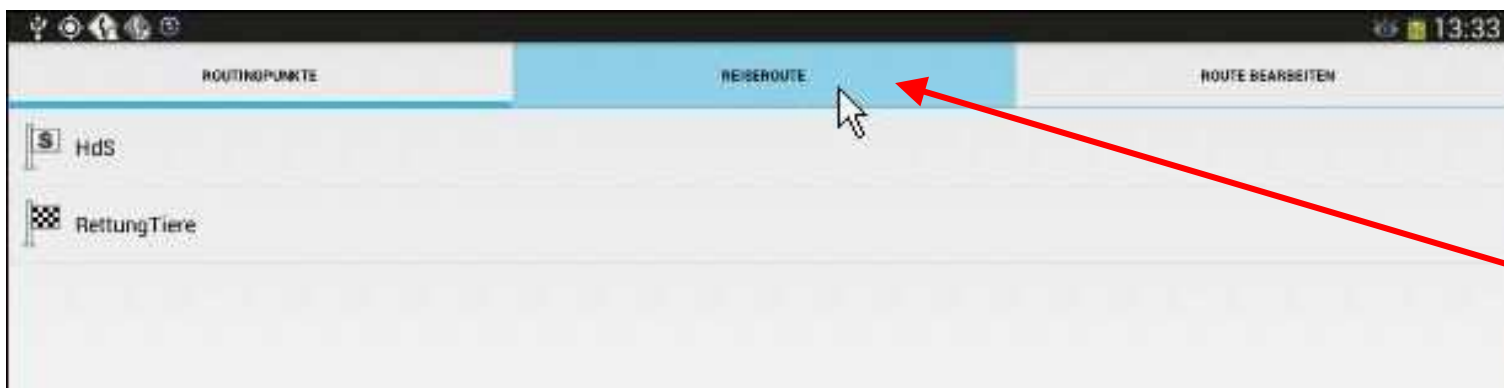 13:33
ROUTINGPUNKTE REISEROUTE ROUTE BEARBEITEN
S HdS
RettungTiere